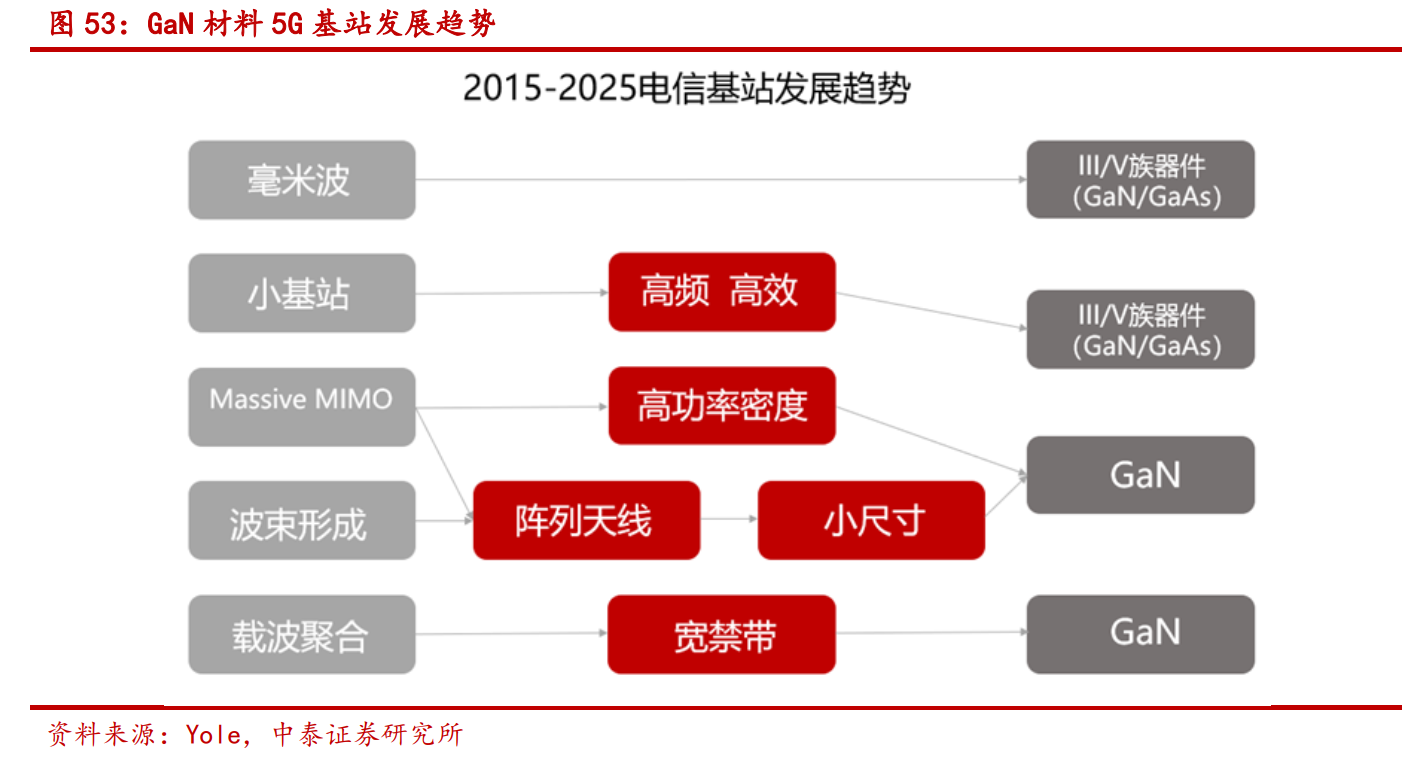 图 53：GaN 材料 5G 基站发展趋势
2015-2025电信基站发展趋势
毫米波
III/V族器件
（GaN/GaAs）
小基站
高频 高效
III/V族器件
（GaN/GaAs）
Massive MIMO
高功率密度
GaN
波束形成
阵列天线
小尺寸
载波聚合
宽禁带
GaN
资料来源：Yole，中泰证券研究所